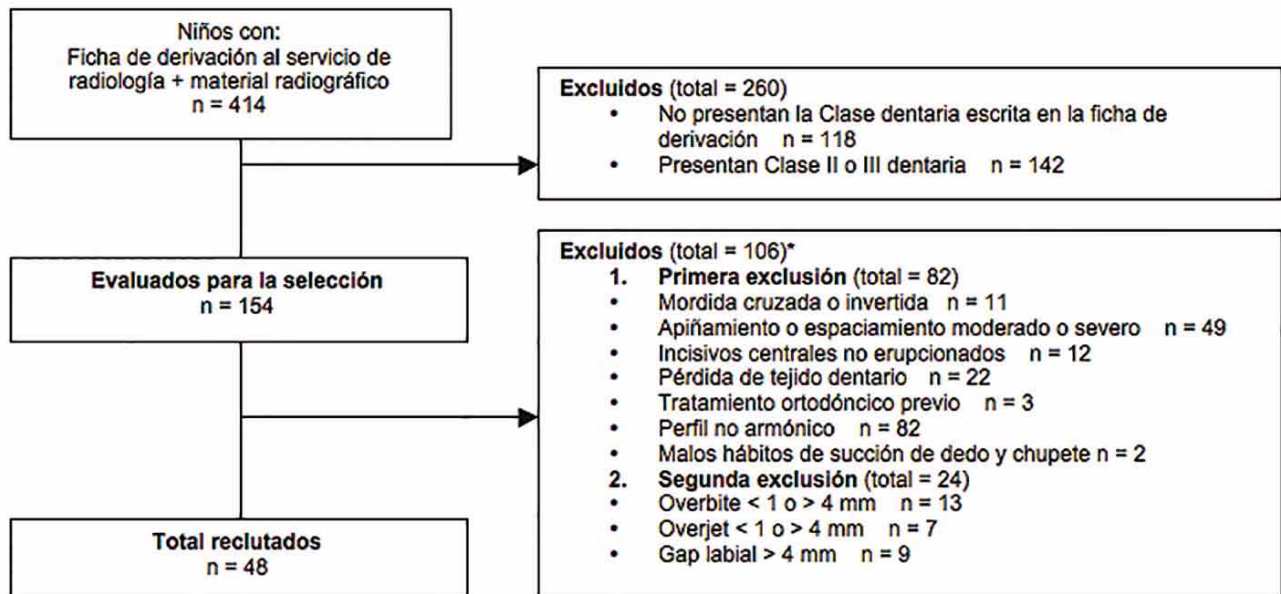 Niños con:
Ficha de derivación al servicio de
radiología + material radiográfico
n = 414
Excluidos (total = 260)
• No presentan la Clase dentaria escrita en la ficha de
derivación n = 118
• Presentan Clase II o III dentaria n = 142
Evaluados para la selección
n = 154
Excluidos (total = 106)*
1. Primera exclusión (total = 82)
• Mordida cruzada o invertida n = 11
• Apiñamiento o espaciamiento moderado o severo n = 49
• Incisivos centrales no erupcionados n = 12
• Pérdida de tejido dentario n = 22
• Tratamiento ortodóncico previo n = 3
• Perfil no armónico n = 82
• Malos hábitos de succión de dedo y chupete n = 2
2. Segunda exclusión (total = 24)
• Overbite < 1 o > 4 mm n = 13
• Overjet < 1 o > 4 mm n = 7
• Gap labial > 4 mm n = 9
Total reclutados
n = 48